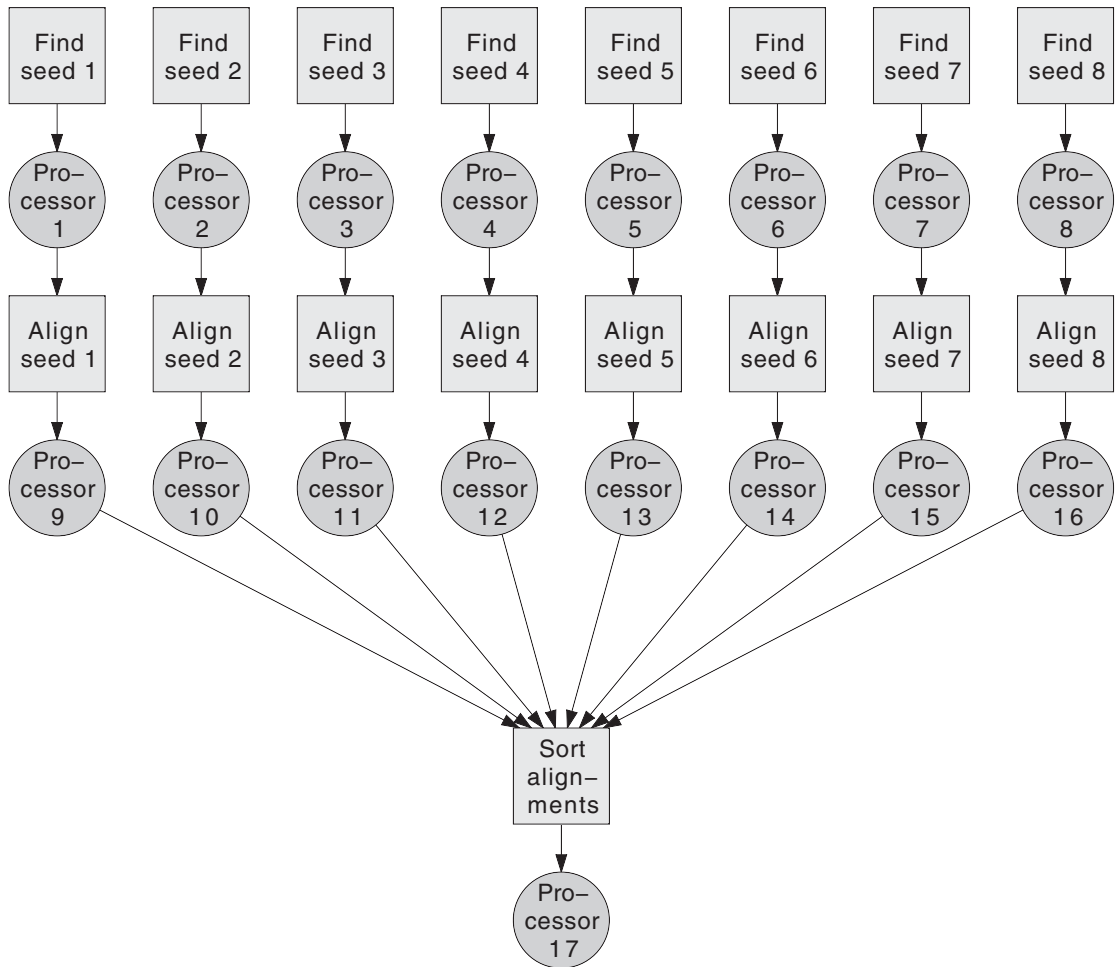 Find
seed 1
Find
seed 2
Find
seed 3
Find
seed 4
Find
seed 5
Find
seed 6
Find
seed 7
Find
seed 8
Pro–
cessor
1
Pro–
cessor
2
Pro–
cessor
3
Pro–
cessor
4
Pro–
cessor
5
Pro–
cessor
6
Pro–
cessor
7
Pro–
cessor
8
Align
seed 1
Align
seed 2
Align
seed 3
Align
seed 4
Align
seed 5
Align
seed 6
Align
seed 7
Align
seed 8
Pro–
cessor
9
Pro–
cessor
10
Pro–
cessor
11
Pro–
cessor
12
Pro–
cessor
13
Pro–
cessor
14
Pro–
cessor
15
Pro–
cessor
16
Sort
align–
ments
Pro–
cessor
17